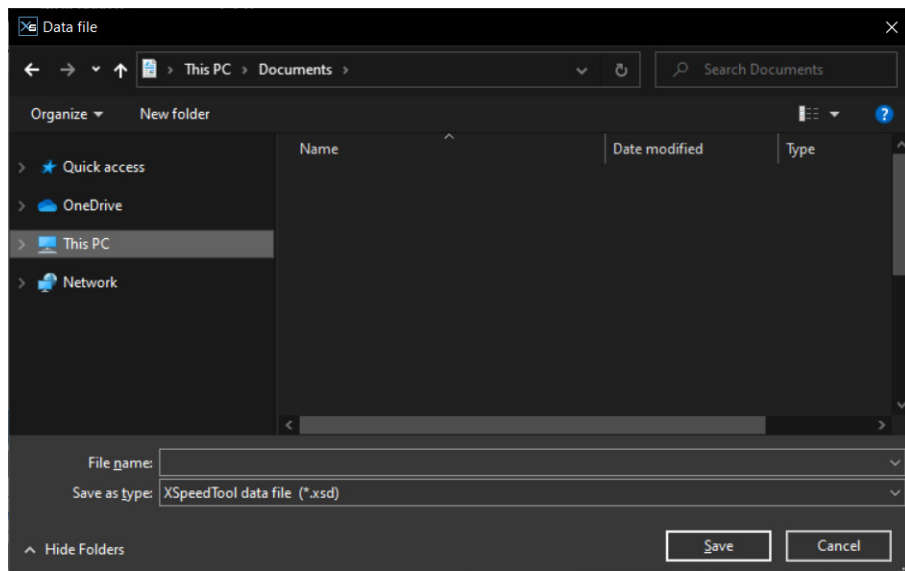 Data file
This PC > Documents >
Search Documents
Organize
New folder
Name
Date modified
Type
Quick access
OneDrive
This PC
Network
File name:
Save as type: XSpeedTool data file (*.xsd)
Hide Folders
Save
Cancel